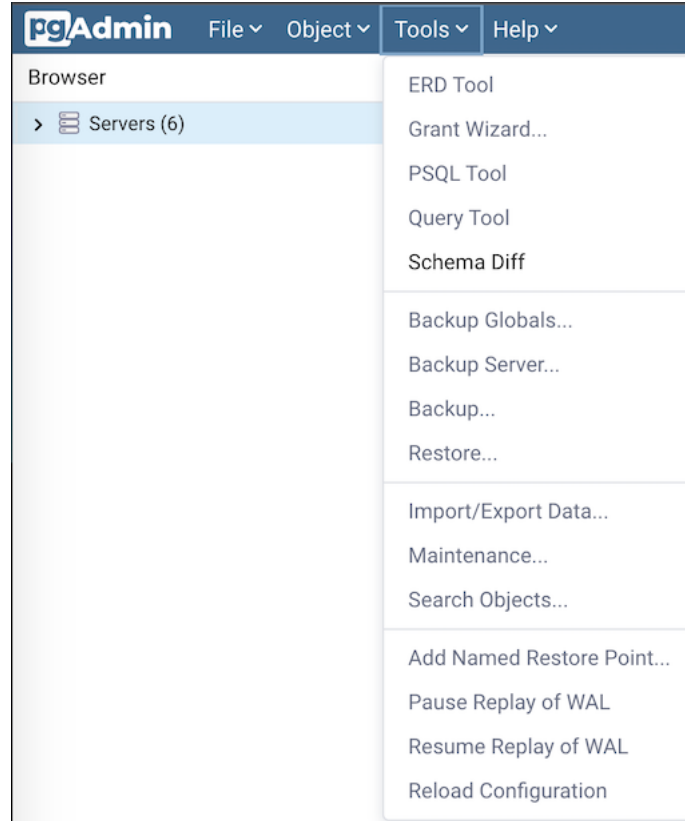 pgAdmin File Object Tools Help
Browser
Servers (6)
ERD Tool
Grant Wizard...
PSQL Tool
Query Tool
Schema Diff
Backup Globals...
Backup Server...
Backup...
Restore...
Import/Export Data...
Maintenance...
Search Objects...
Add Named Restore Point...
Pause Replay of WAL
Resume Replay of WAL
Reload Configuration